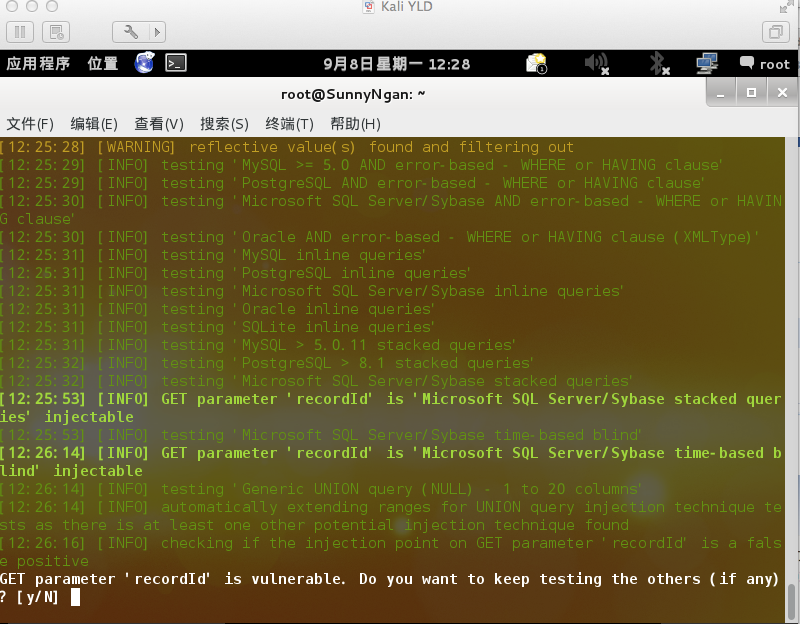 Kali YLD
应用程序 位置 9月8日星期一 12:28 1 root
root@SunnyNgan: ~
文件(F) 编辑(E) 查看(V) 搜索(S) 终端(T) 帮助(H)
[12:25:28] [WARNING] reflective value(s) found and filtering out
[12:25:29] [INFO] testing 'MySQL >= 5.0 AND error-based - WHERE or HAVING clause'
[12:25:29] [INFO] testing 'PostgreSQL AND error-based - WHERE or HAVING clause'
[12:25:30] [INFO] testing 'Microsoft SQL Server/Sybase AND error-based - WHERE or HAVIN
G clause'
[12:25:30] [INFO] testing 'Oracle AND error-based - WHERE or HAVING clause (XMLType)'
[12:25:31] [INFO] testing 'MySQL inline queries'
[12:25:31] [INFO] testing 'PostgreSQL inline queries'
[12:25:31] [INFO] testing 'Microsoft SQL Server/Sybase inline queries'
[12:25:31] [INFO] testing 'Oracle inline queries'
[12:25:31] [INFO] testing 'SQLite inline queries'
[12:25:31] [INFO] testing 'MySQL > 5.0.11 stacked queries'
[12:25:32] [INFO] testing 'PostgreSQL > 8.1 stacked queries'
[12:25:32] [INFO] testing 'Microsoft SQL Server/Sybase stacked queries'
[12:25:53] [INFO] GET parameter 'recordId' is 'Microsoft SQL Server/Sybase stacked quer
ies' injectable
[12:25:53] [INFO] testing 'Microsoft SQL Server/Sybase time-based blind'
[12:26:14] [INFO] GET parameter 'recordId' is 'Microsoft SQL Server/Sybase time-based b
lind' injectable
[12:26:14] [INFO] testing 'Generic UNION query (NULL) - 1 to 20 columns'
[12:26:14] [INFO] automatically extending ranges for UNION query injection technique te
sts as there is at least one other potential injection technique found
[12:26:16] [INFO] checking if the injection point on GET parameter 'recordId' is a fals
e positive
GET parameter 'recordId' is vulnerable. Do you want to keep testing the others (if any)
? [y/N]